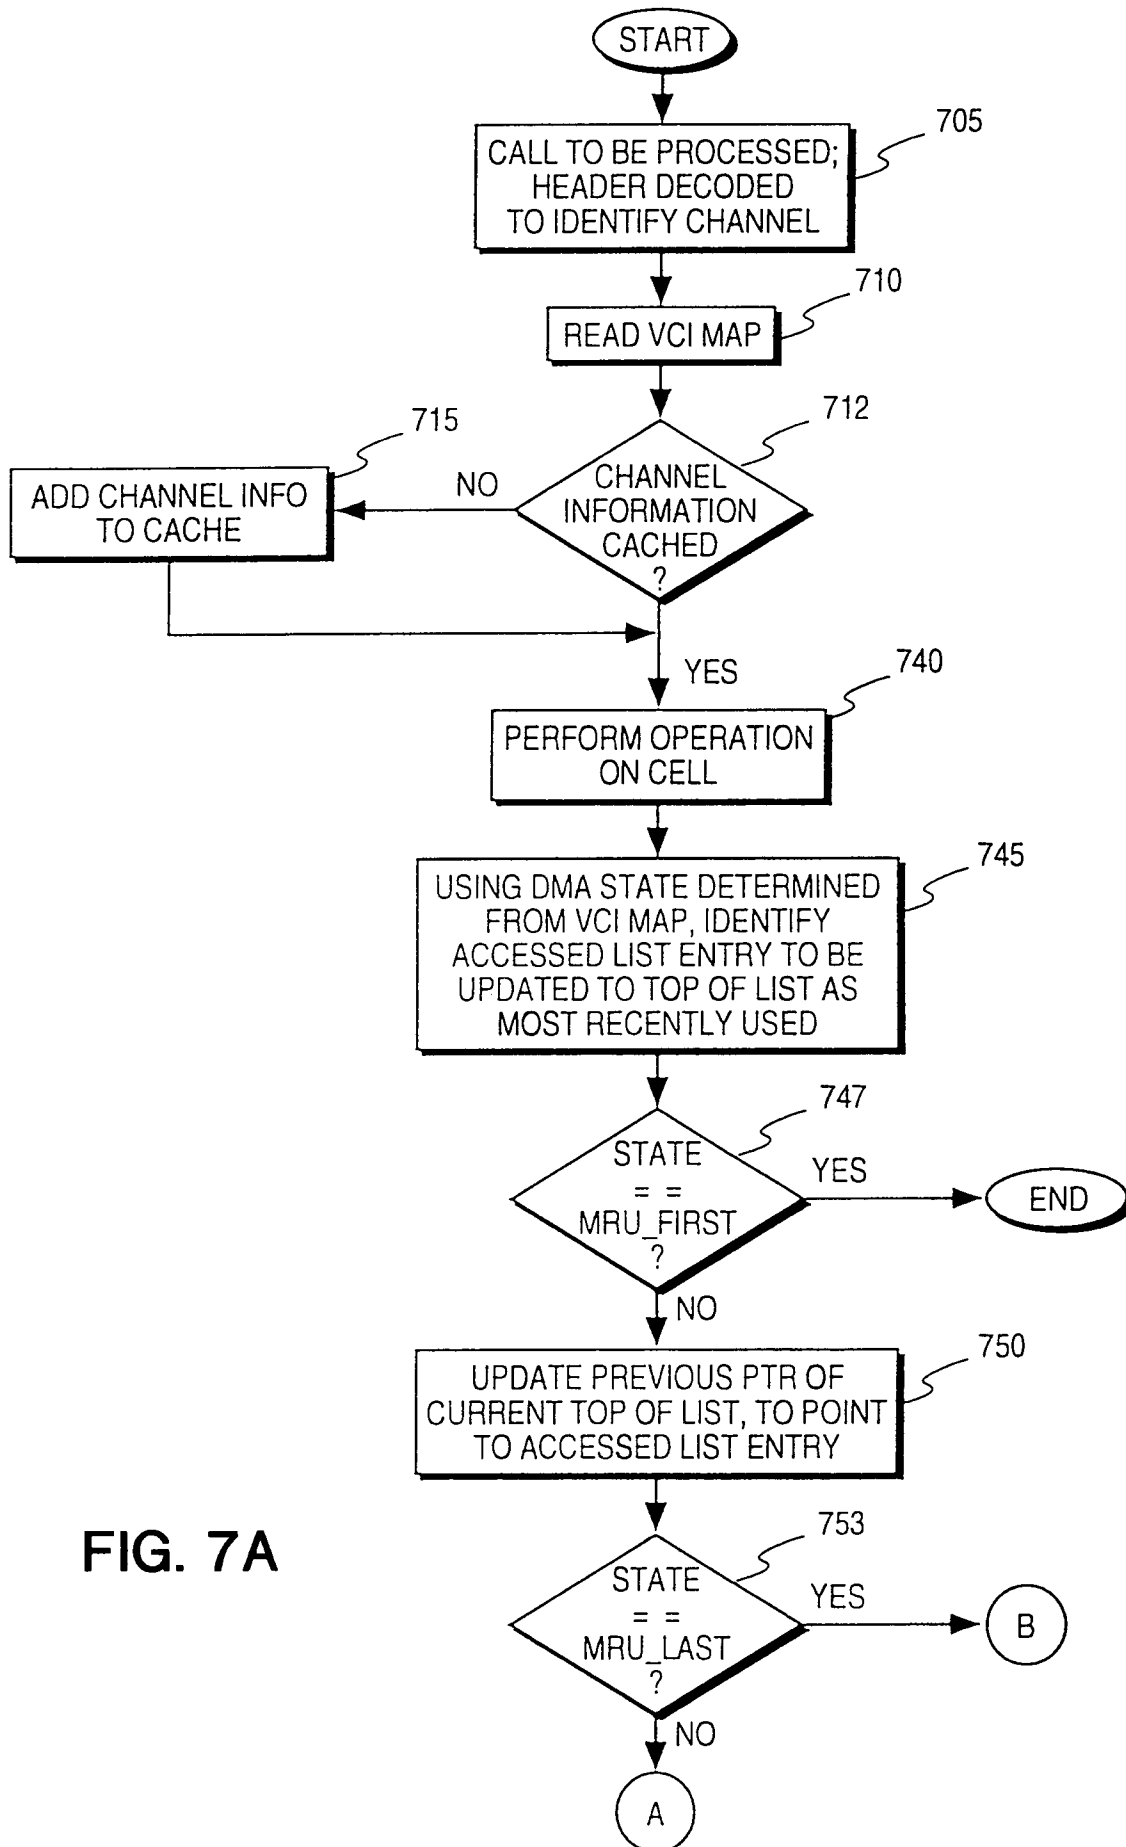 START
705
CALL TO BE PROCESSED;
HEADER DECODED
TO IDENTIFY CHANNEL
710
READ VCI MAP
712
715
CHANNEL
INFORMATION
CACHED
?
NO
ADD CHANNEL INFO
TO CACHE
YES
740
PERFORM OPERATION
ON CELL
745
USING DMA STATE DETERMINED
FROM VCI MAP, IDENTIFY
ACCESSED LIST ENTRY TO BE
UPDATED TO TOP OF LIST AS
MOST RECENTLY USED
747
STATE
= =
MRU_FIRST
?
YES
END
NO
750
UPDATE PREVIOUS PTR OF
CURRENT TOP OF LIST, TO POINT
TO ACCESSED LIST ENTRY
753
STATE
= =
MRU_LAST
?
YES
B
NO
A
FIG. 7A